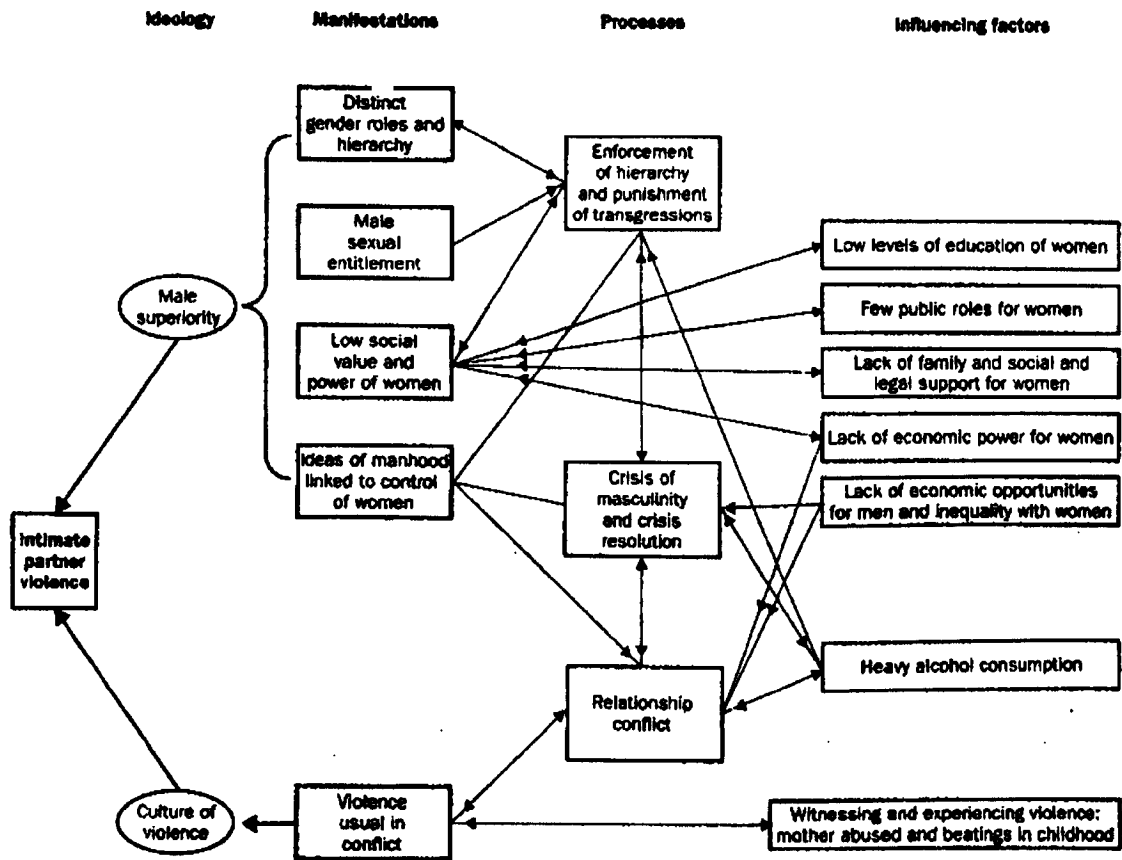 Ideology
Manifestations
Processes
Influencing factors
Distinct
gender roles and
hierarchy
Enforcement
of hierarchy
and punishment
of transgressions
Male
sexual
entitlement
Low levels of education of women
Male
superiority
Few public roles for women
Low social
value and
power of women
Lack of family and social and
legal support for women
Lack of economic power for women
Ideas of manhood
linked to control
of women
Crisis of
masculinity
and crisis
resolution
Lack of economic opportunities
for men and inequality with women
Intimate
partner
violence
Heavy alcohol consumption
Relationship
conflict
Culture of
violence
Violence
usual in
conflict
Witnessing and experiencing violence:
mother abused and beatings in childhood